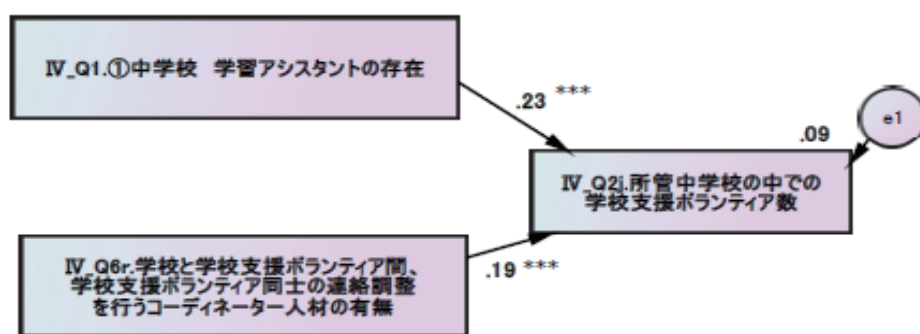 Ⅳ_Q1.①中学校 学習アシスタントの存在
.23 ***
e1
.09
Ⅳ_Q2j.所管中学校の中での
学校支援ボランティア数
Ⅳ_Q6r.学校と学校支援ボランティア間、
学校支援ボランティア同士の連絡調整
を行うコーディネーター人材の有無
.19 ***